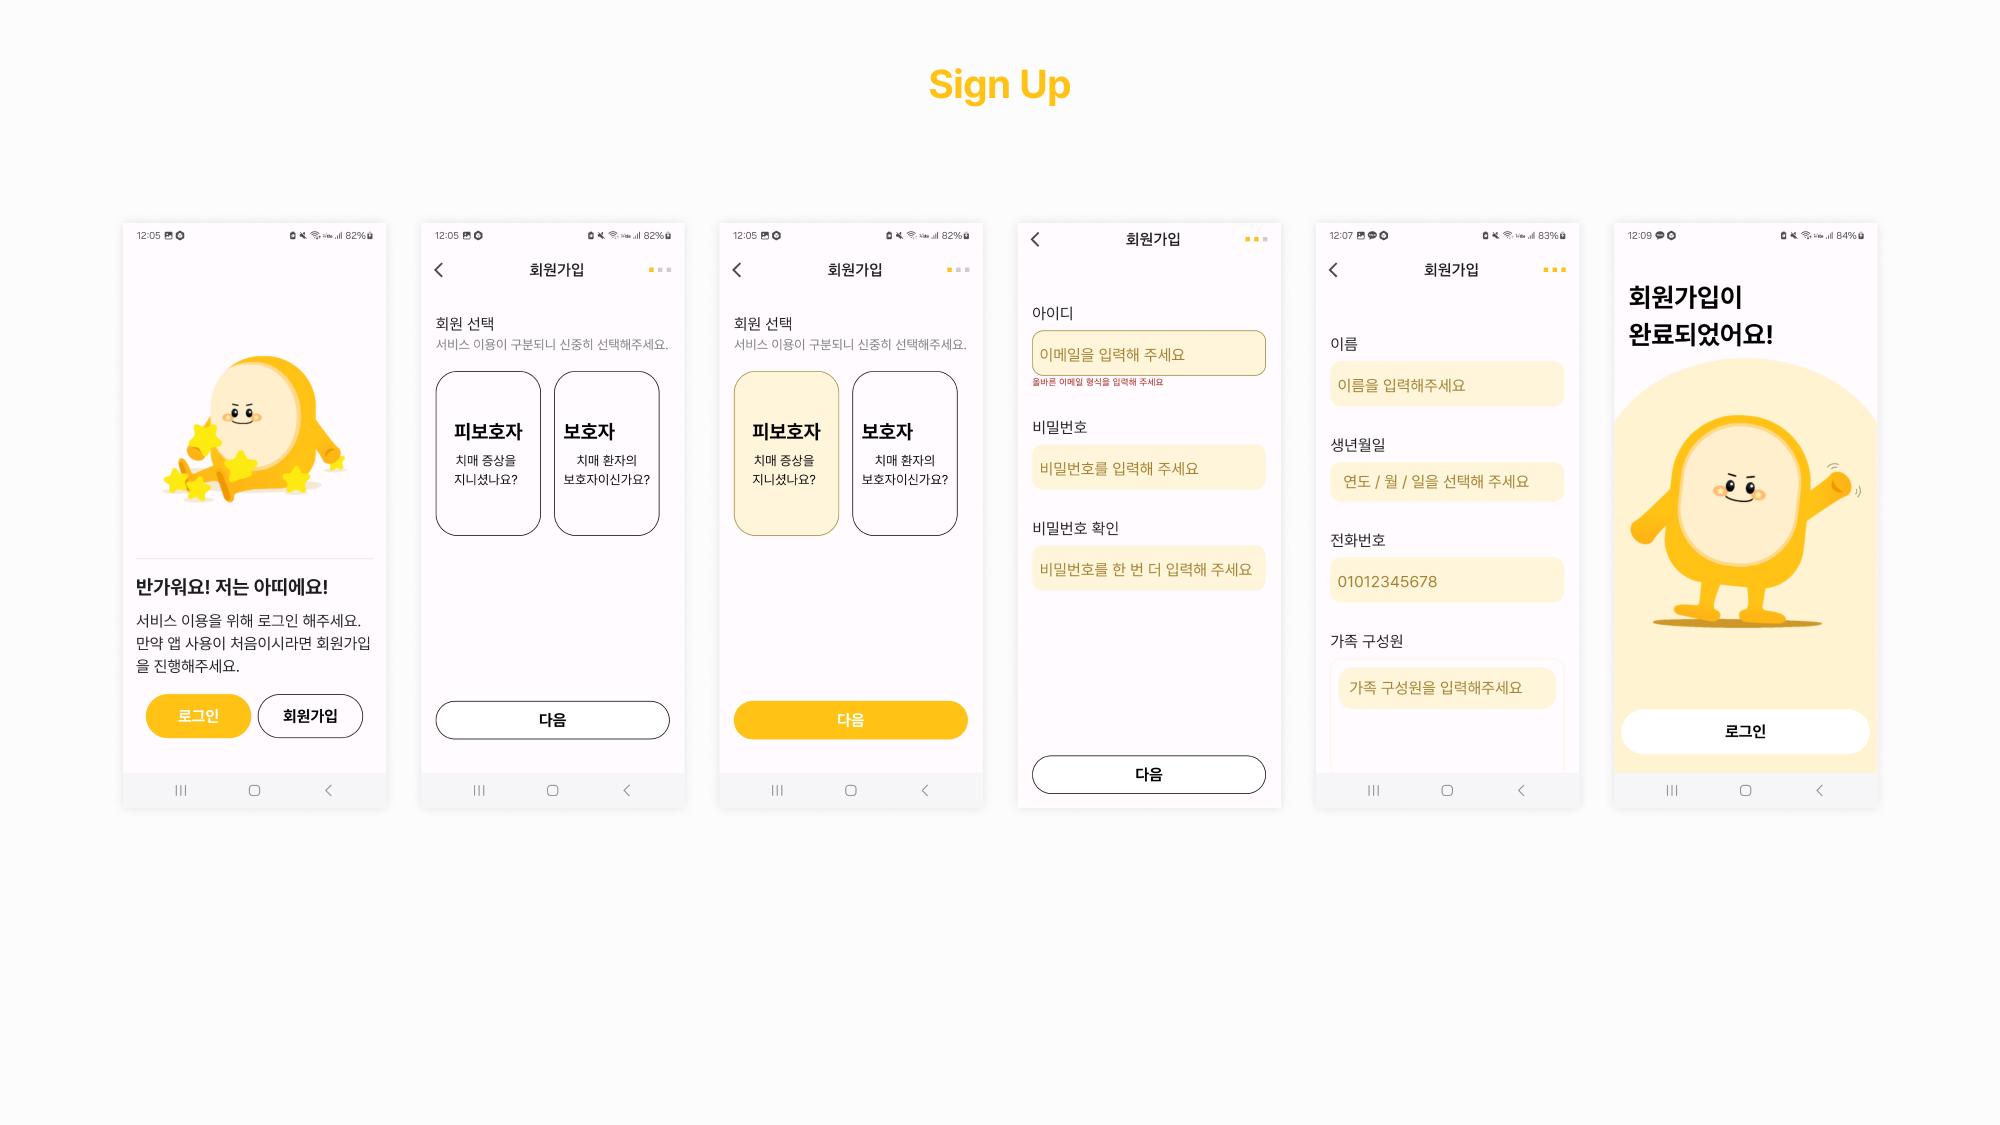 Sign Up
12:05
82%
반가워요! 저는 아띠에요!
서비스 이용을 위해 로그인 해주세요.
만약 앱 사용이 처음이시라면 회원가입
을 진행해주세요.
로그인
회원가입
12:05
82%
회원가입
회원 선택
서비스 이용이 구분되니 신중히 선택해주세요.
피보호자
치매 증상을
지니셨나요?
보호자
치매 환자의
보호자이신가요?
다음
12:05
82%
회원가입
회원 선택
서비스 이용이 구분되니 신중히 선택해주세요.
피보호자
치매 증상을
지니셨나요?
보호자
치매 환자의
보호자이신가요?
다음
회원가입
아이디
이메일을 입력해 주세요
올바른 이메일 형식을 입력해 주세요
비밀번호
비밀번호를 입력해 주세요
비밀번호 확인
비밀번호를 한 번 더 입력해 주세요
다음
12:07
83%
회원가입
이름
이름을 입력해주세요
생년월일
연도 / 월 / 일을 선택해 주세요
전화번호
01012345678
가족 구성원
가족 구성원을 입력해주세요
12:09
84%
회원가입이
완료되었어요!
로그인